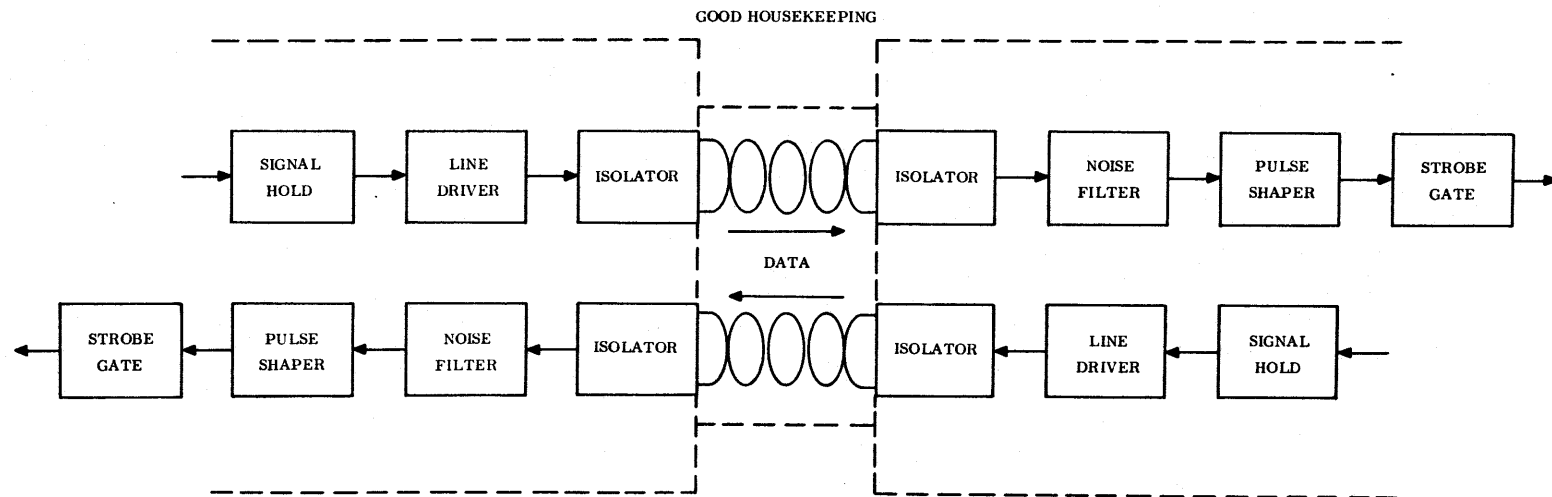 GOOD HOUSEKEEPING
SIGNAL
HOLD
LINE
DRIVER
ISOLATOR
ISOLATOR
NOISE
FILTER
PULSE
SHAPER
STROBE
GATE
DATA
STROBE
GATE
PULSE
SHAPER
NOISE
FILTER
ISOLATOR
ISOLATOR
LINE
DRIVER
SIGNAL
HOLD